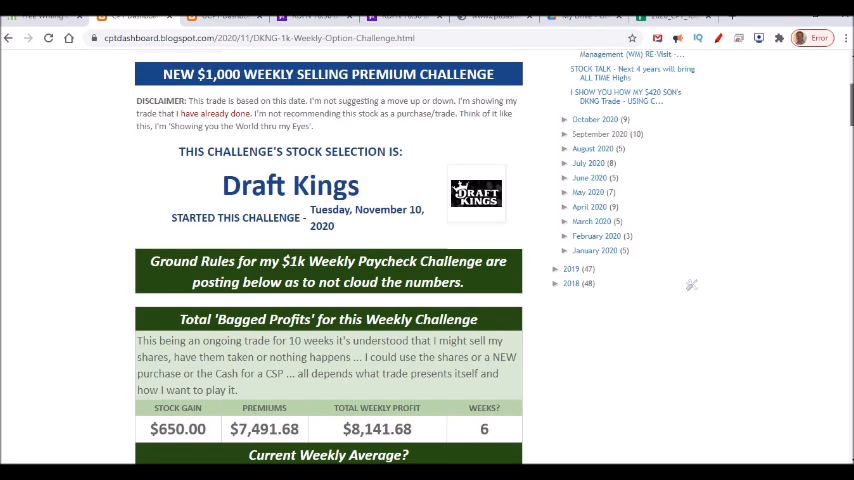 cptdashboard.blogspot.com/2020/11/DKNG-1k-Weekly-Option-Challenge.html
Error
NEW $1,000 WEEKLY SELLING PREMIUM CHALLENGE
DISCLAIMER: This trade is based on this date. I'm not suggesting a move up or down. I'm showing my
trade that I have already done. I'm not recommending this stock as a purchase/trade. Think of it like
this, I'm 'Showing you the World thru my Eyes'.
THIS CHALLENGE'S STOCK SELECTION IS:
Draft Kings
DRAFT
KINGS
STARTED THIS CHALLENGE - Tuesday, November 10,
2020
Ground Rules for my $1k Weekly Paycheck Challenge are
posting below as to not cloud the numbers.
Total 'Bagged Profits' for this Weekly Challenge
This being an ongoing trade for 10 weeks it's understood that I might sell my
shares, have them taken or nothing happens ... I could use the shares or a NEW
purchase or the Cash for a CSP ... all depends what trade presents itself and
how I want to play it.
STOCK GAIN PREMIUMS TOTAL WEEKLY PROFIT WEEKS?
$650.00 $7,491.68 $8,141.68 6
Current Weekly Average?
Management (WM) RE-Visit -...
STOCK TALK - Next 4 years will bring
ALL TIME Highs
I SHOW YOU HOW MY $420 SON's
DKNG Trade - USING C...
► October 2020 (9)
► September 2020 (10)
► August 2020 (5)
► July 2020 (8)
► June 2020 (5)
► May 2020 (7)
► April 2020 (9)
► March 2020 (5)
► February 2020 (3)
► January 2020 (5)
► 2019 (47)
► 2018 (48)